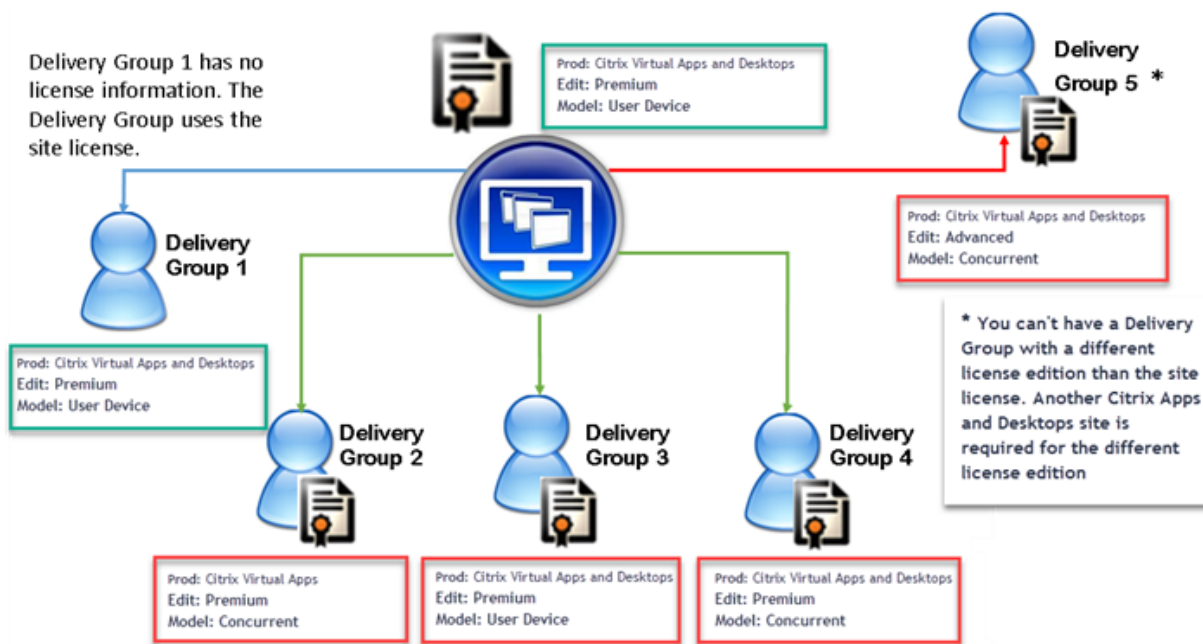 Delivery Group 1 has no
license information. The
Delivery Group uses the
site license.
Prod: Citrix Virtual Apps and Desktops
Edit: Premium
Model: User Device
Delivery
Group 5 *
Prod: Citrix Virtual Apps and Desktops
Edit: Advanced
Model: Concurrent
Delivery
Group 1
Prod: Citrix Virtual Apps and Desktops
Edit: Premium
Model: User Device
* You can't have a Delivery
Group with a different
license edition than the site
license. Another Citrix Apps
and Desktops site is
required for the different
license edition
Delivery
Group 2
Prod: Citrix Virtual Apps
Edit: Premium
Model: Concurrent
Delivery
Group 3
Prod: Citrix Virtual Apps and Desktops
Edit: Premium
Model: User Device
Delivery
Group 4
Prod: Citrix Virtual Apps and Desktops
Edit: Premium
Model: Concurrent